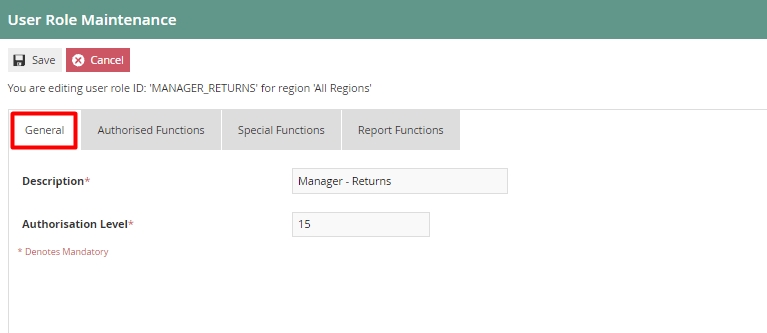 User Role Maintenance
Save Cancel
You are editing user role ID: 'MANAGER_RETURNS' for region 'All Regions'
General Authorised Functions Special Functions Report Functions
Description* Manager - Returns
Authorisation Level* 15
* Denotes Mandatory